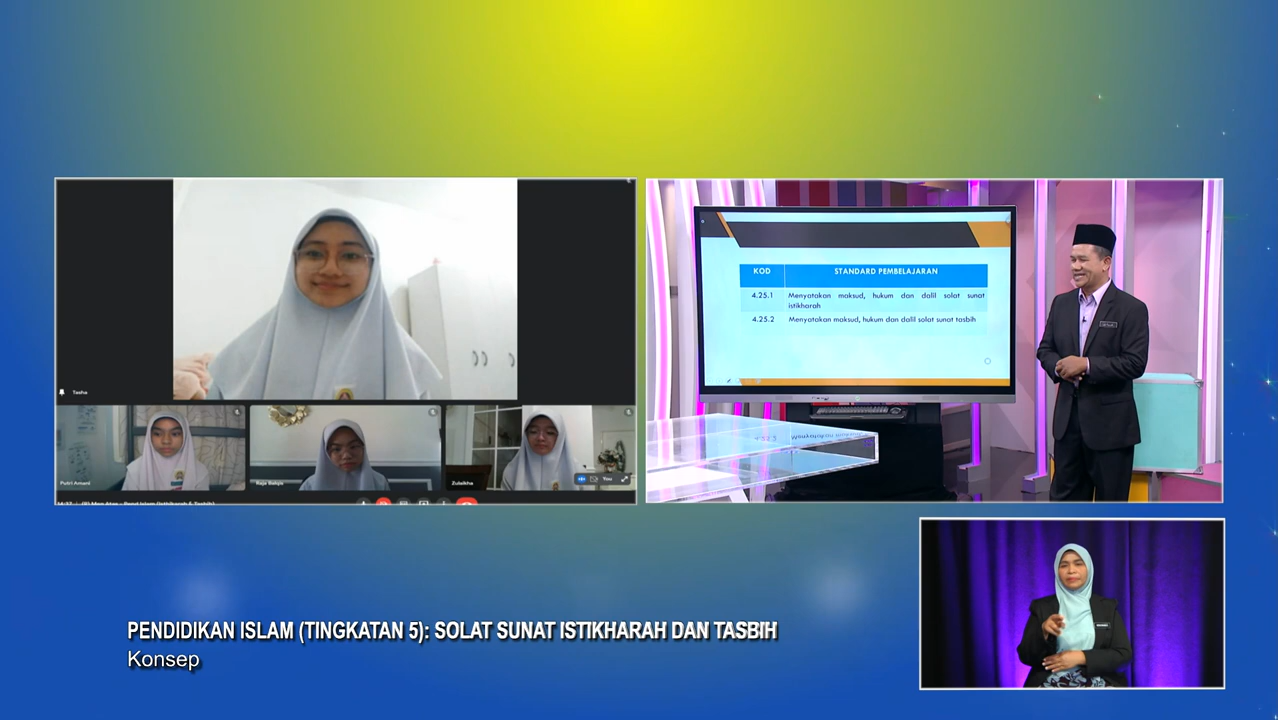 Tasha
Putri Amani
Raja Balqis
Zulaikha
You
KOD
STANDARD PEMBELAJARAN
4.25.1
Menyatakan maksud, hukum dan dalil solat sunat
istikharah
4.25.2
Menyatakan maksud, hukum dan dalil solat sunat tasbih
PENDIDIKAN ISLAM (TINGKATAN 5): SOLAT SUNAT ISTIKHARAH DAN TASBIH
Konsep